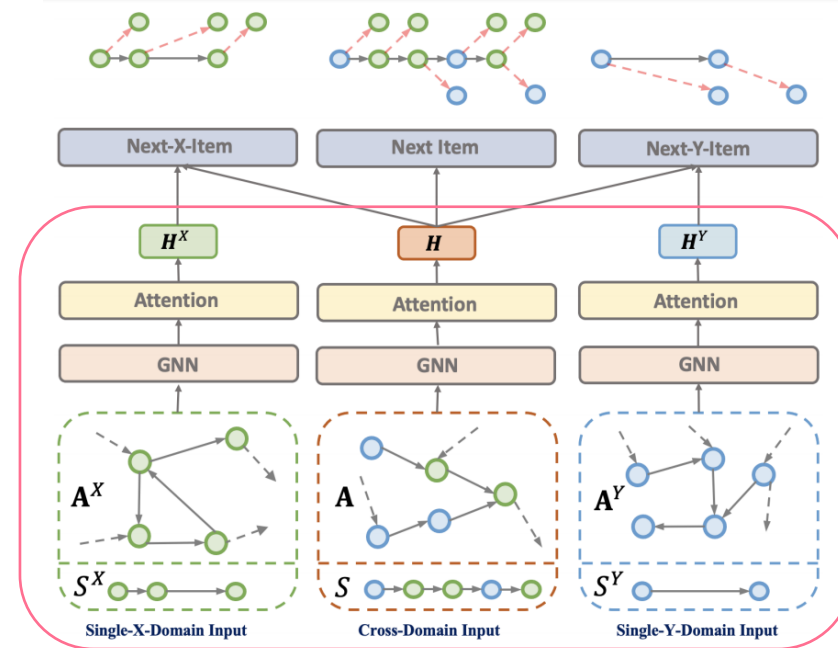 Next-X-Item Next Item Next-Y-Item
H^X H H^Y
Attention Attention Attention
GNN GNN GNN
A^X A A^Y
S^X S S^Y
Single-X-Domain Input Cross-Domain Input Single-Y-Domain Input